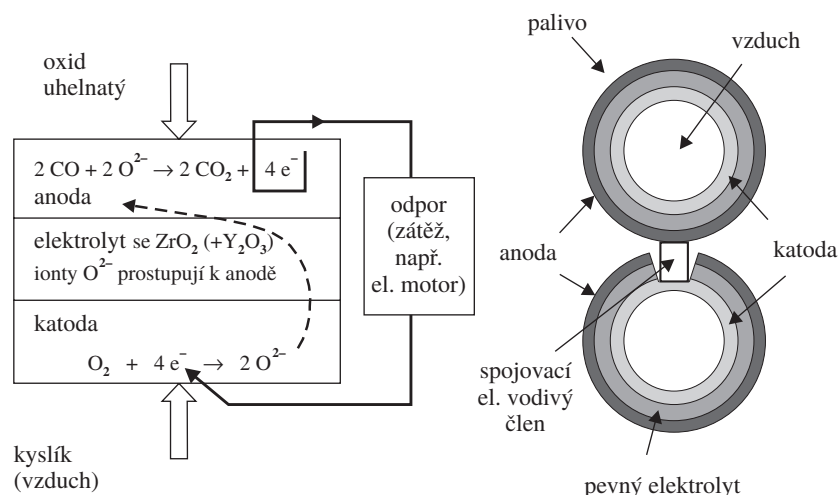 oxid
uhelnatý
2 CO + 2 O²⁻ → 2 CO₂ + 4 e⁻
anoda
elektrolyt se ZrO₂ (+Y₂O₃)
ionty O²⁻ prostupují k anodě
katoda
O₂ + 4 e⁻ → 2 O²⁻
kyslík
(vzduch)
odpor
(zátěž,
např.
el. motor)
palivo
vzduch
anoda
katoda
spojovací
el. vodivý
člen
pevný elektrolyt